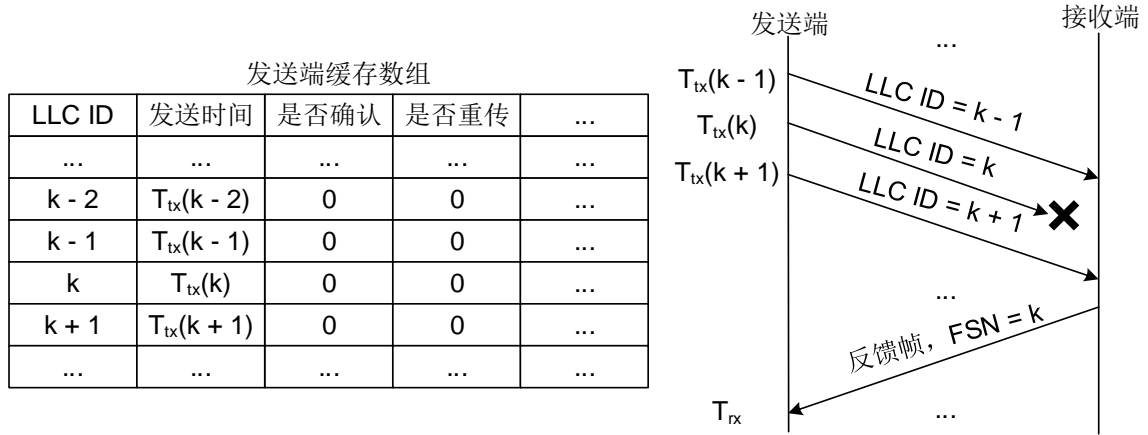 发送端缓存数组
LLC ID 发送时间 是否确认 是否重传 ...
... ... ... ... ...
k - 2 Ttx(k - 2) 0 0 ...
k - 1 Ttx(k - 1) 0 0 ...
k Ttx(k) 0 0 ...
k + 1 Ttx(k + 1) 0 0 ...
... ... ... ... ...
发送端
接收端
...
Ttx(k - 1)
LLC ID = k - 1
Ttx(k)
LLC ID = k
Ttx(k + 1)
LLC ID = k + 1
...
反馈帧，FSN = k
Trx
...